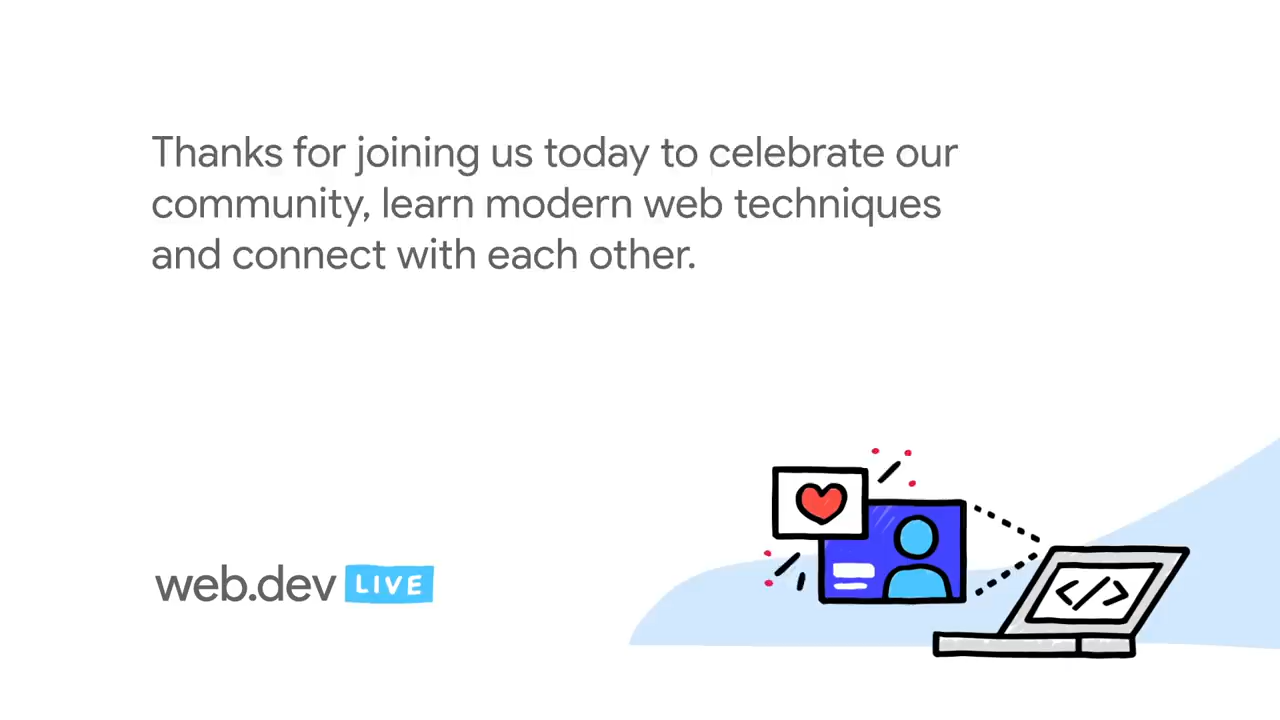 Thanks for joining us today to celebrate our
community, learn modern web techniques
and connect with each other.
web.dev LIVE
</>